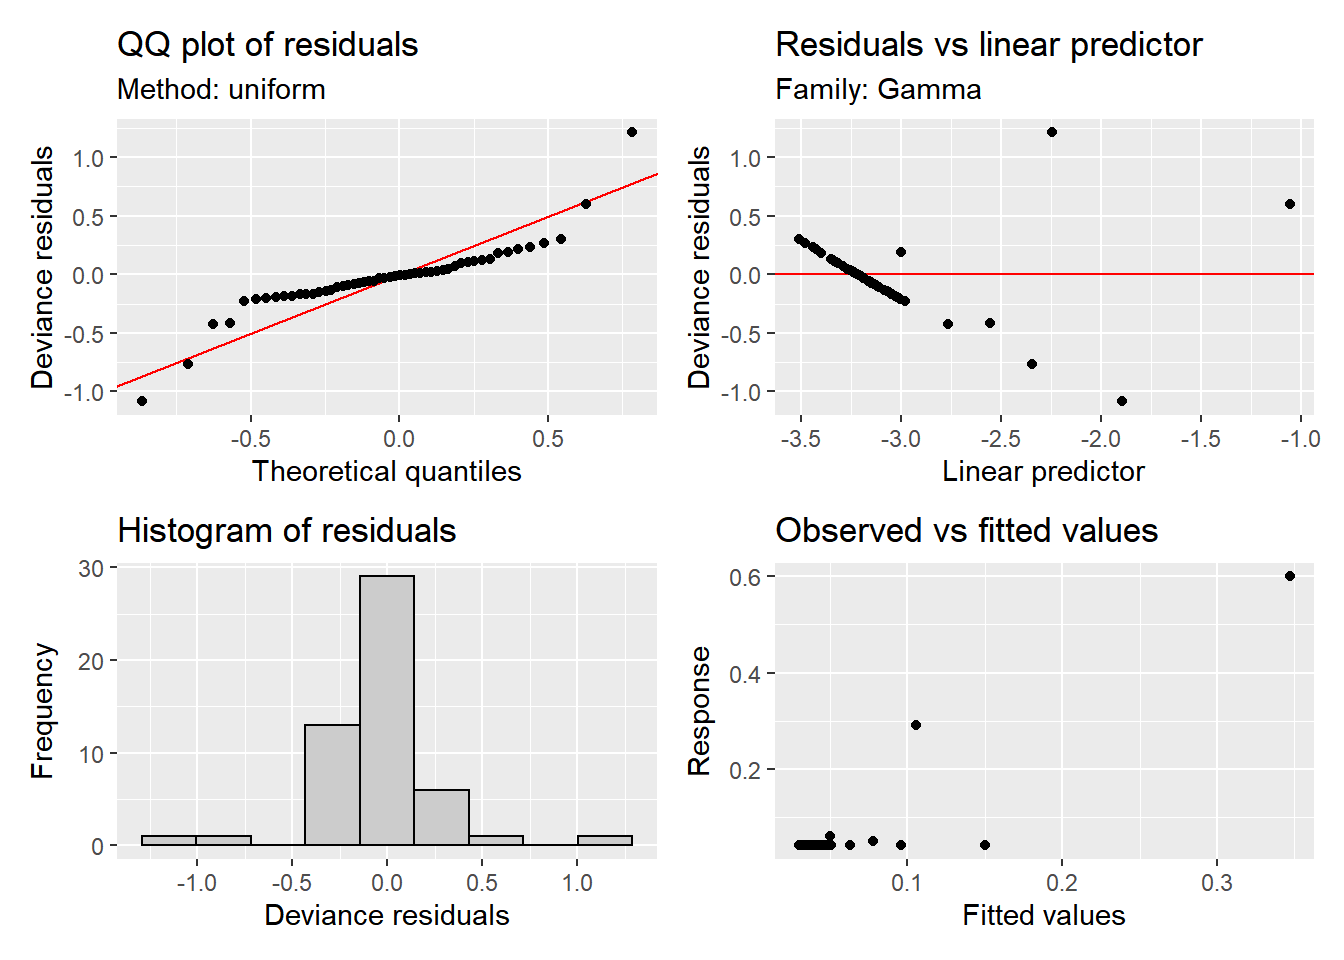 QQ plot of residuals
Method: uniform
Deviance residuals
1.0
0.5
0.0
-0.5
-1.0
-0.5 0.0 0.5
Theoretical quantiles
Residuals vs linear predictor
Family: Gamma
Deviance residuals
1.0
0.5
0.0
-0.5
-1.0
-3.5 -3.0 -2.5 -2.0 -1.5 -1.0
Linear predictor
Histogram of residuals
Frequency
30
20
10
0
-1.0 -0.5 0.0 0.5 1.0
Deviance residuals
Observed vs fitted values
Response
0.6
0.4
0.2
0.1 0.2 0.3
Fitted values